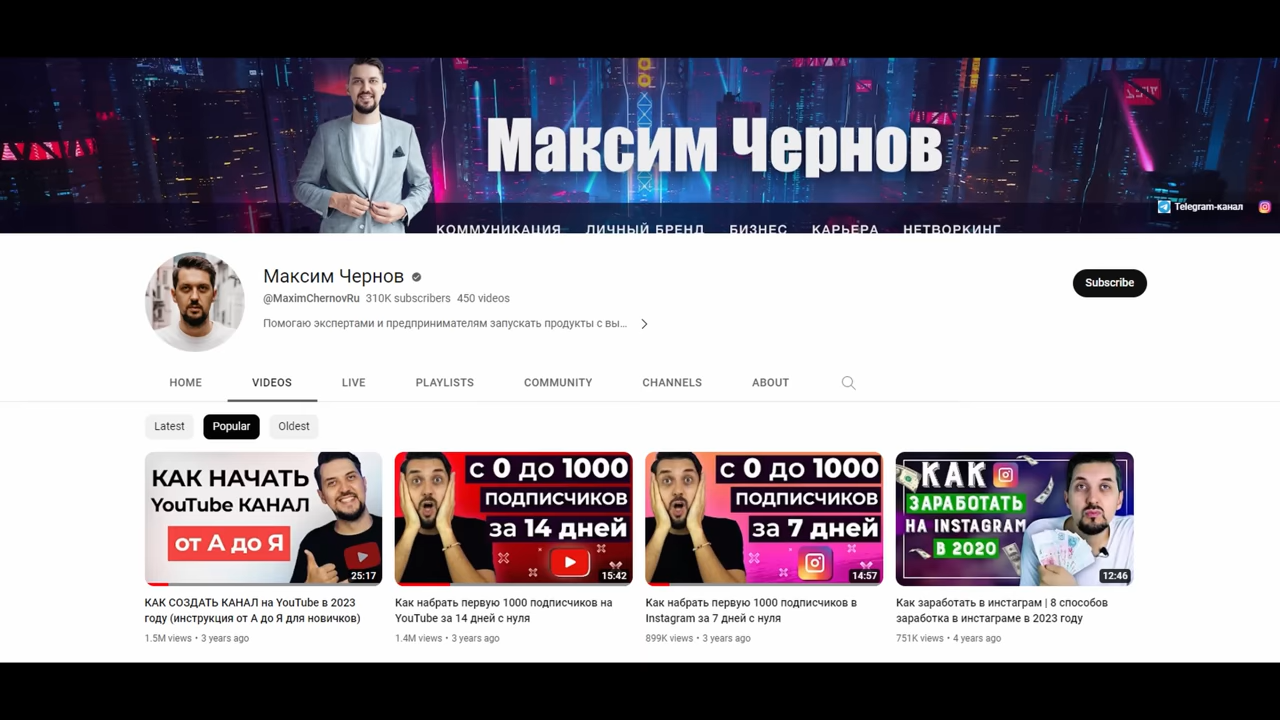 Максим Чернов
Telegram-канал
КОММУНИКАЦИЯ ЛИЧНЫЙ БРЕНД БИЗНЕС КАРЬЕРА НЕТВОРКИНГ
Максим Чернов
@MaximChernovRu 310K subscribers 450 videos
Помогаю экспертами и предпринимателям запускать продукты с вы...
Subscribe
HOME VIDEOS LIVE PLAYLISTS COMMUNITY CHANNELS ABOUT
Latest Popular Oldest
КАК НАЧАТЬ
YouTube КАНАЛ
от А до Я
25:17
с 0 до 1000
подписчиков
за 14 дней
15:42
с 0 до 1000
подписчиков
за 7 дней
14:57
КАК
ЗАРАБОТАТЬ
НА INSTAGRAM
В 2020
12:46
КАК СОЗДАТЬ КАНАЛ на YouTube в 2023
году (инструкция от А до Я для новичков)
1.5M views • 3 years ago
Как набрать первую 1000 подписчиков на
YouTube за 14 дней с нуля
1.4M views • 3 years ago
Как набрать первую 1000 подписчиков в
Instagram за 7 дней с нуля
899K views • 3 years ago
Как заработать в инстаграм | 8 способов
заработка в инстаграме в 2023 году
751K views • 4 years ago